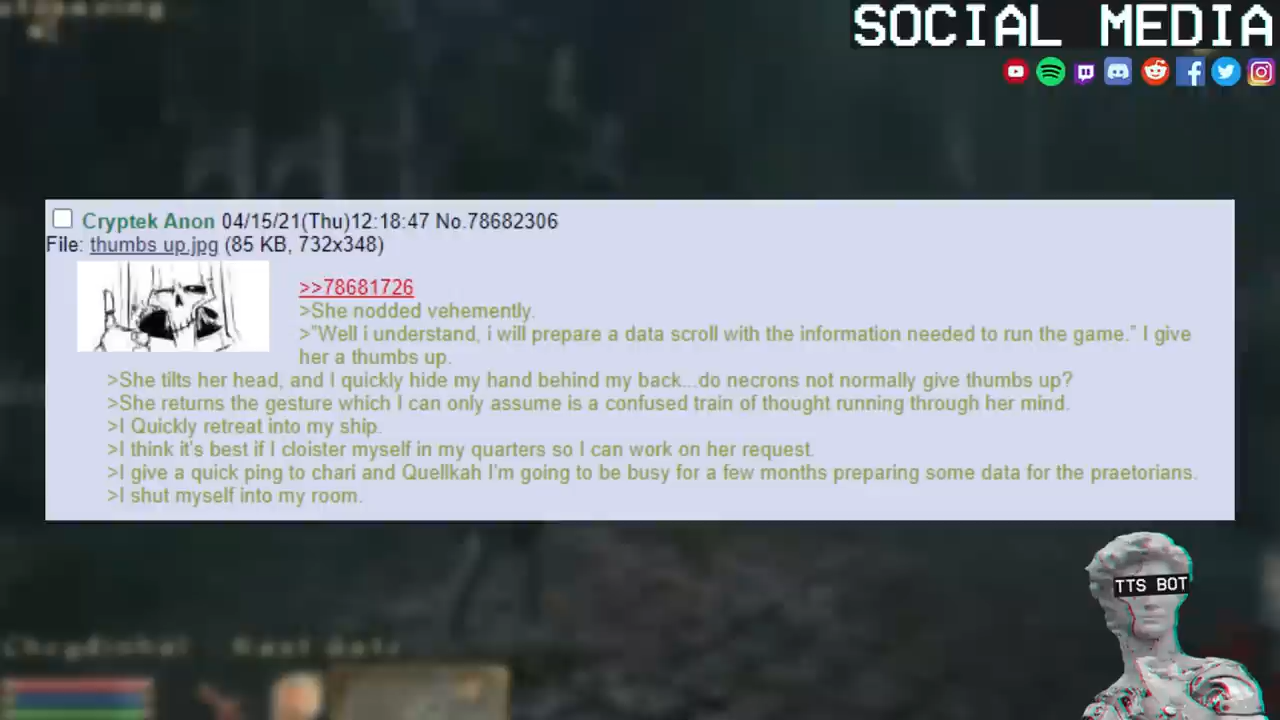 SOCIAL MEDIA
Cryptek Anon 04/15/21(Thu)12:18:47 No.78682306
File: thumbs up.jpg (85 KB, 732x348)
>>78681726
>She nodded vehemently.
>"Well i understand, i will prepare a data scroll with the information needed to run the game." I give
her a thumbs up.
>She tilts her head, and I quickly hide my hand behind my back...do necrons not normally give thumbs up?
>She returns the gesture which I can only assume is a confused train of thought running through her mind.
>I Quickly retreat into my ship.
>I think it's best if I cloister myself in my quarters so I can work on her request.
>I give a quick ping to chari and Quellkah I'm going to be busy for a few months preparing some data for the praetorians.
>I shut myself into my room.
TTS BOT